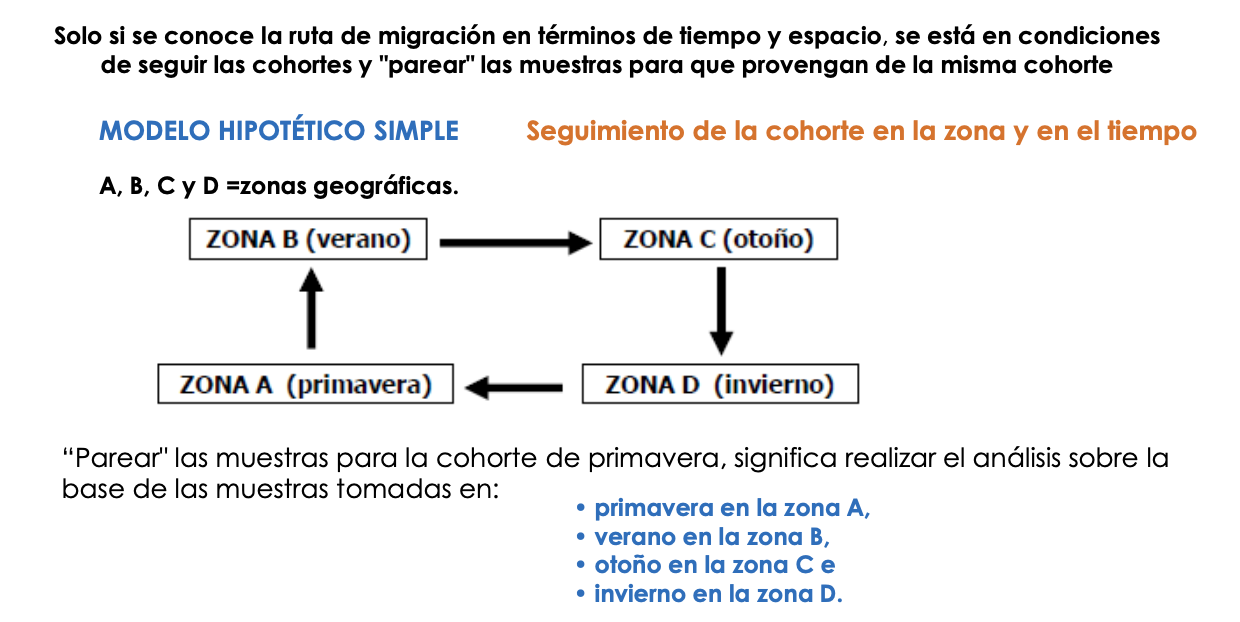 Solo si se conoce la ruta de migración en términos de tiempo y espacio, se está en condiciones
de seguir las cohortes y "parear" las muestras para que provengan de la misma cohorte
MODELO HIPOTÉTICO SIMPLE
Seguimiento de la cohorte en la zona y en el tiempo
A, B, C y D =zonas geográficas.
ZONA B (verano)
ZONA C (otoño)
ZONA A (primavera)
ZONA D (invierno)
“Parear" las muestras para la cohorte de primavera, significa realizar el análisis sobre la
base de las muestras tomadas en:
• primavera en la zona A,
• verano en la zona B,
• otoño en la zona C e
• invierno en la zona D.